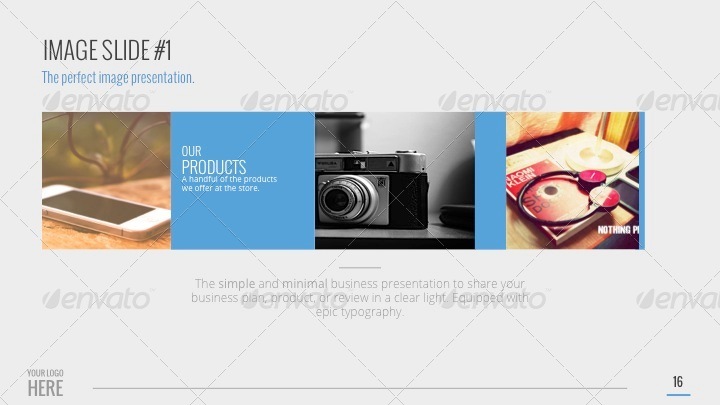 IMAGE SLIDE #1
The perfect image presentation.
envato envato envato envato
OUR
PRODUCTS
A handful of the products
we offer at the store.
NAOMI
KLEIN
NOTHING
The simple and minimal business presentation to share your
business plan, product, or review in a clear light. Equipped with
epic typography.
envato envato envato envato
YOUR LOGO
HERE
16